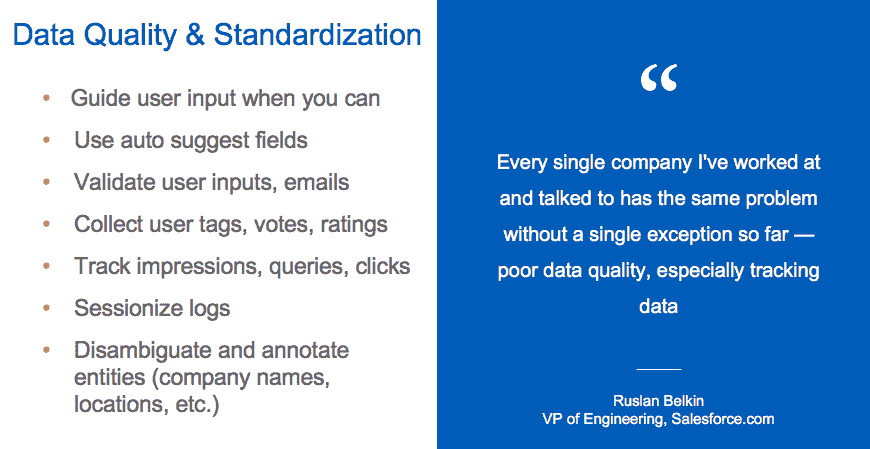 Data Quality & Standardization
• Guide user input when you can
• Use auto suggest fields
• Validate user inputs, emails
• Collect user tags, votes, ratings
• Track impressions, queries, clicks
• Sessionize logs
• Disambiguate and annotate
entities (company names,
locations, etc.)
“
Every single company I've worked at
and talked to has the same problem
without a single exception so far —
poor data quality, especially tracking
data
Ruslan Belkin
VP of Engineering, Salesforce.com